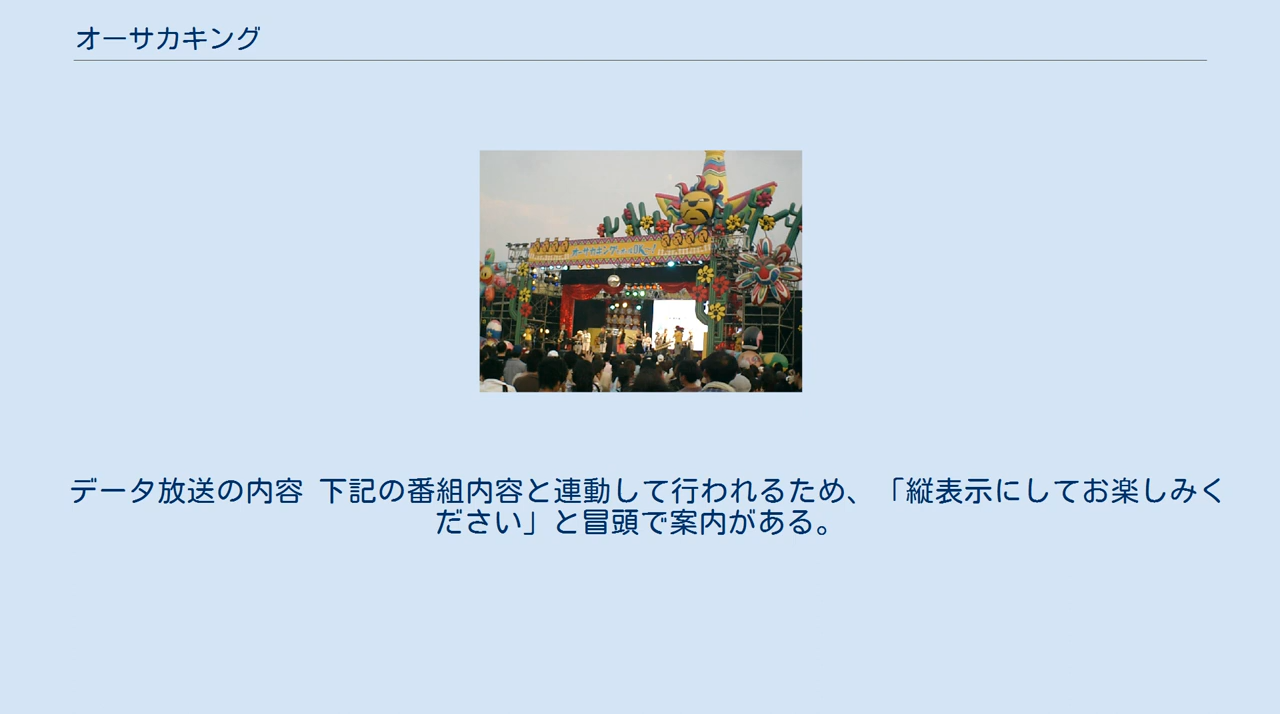 オーサカキング
データ放送の内容 下記の番組内容と連動して行われるため、「縦表示にしてお楽しみく
ださい」と冒頭で案内がある。